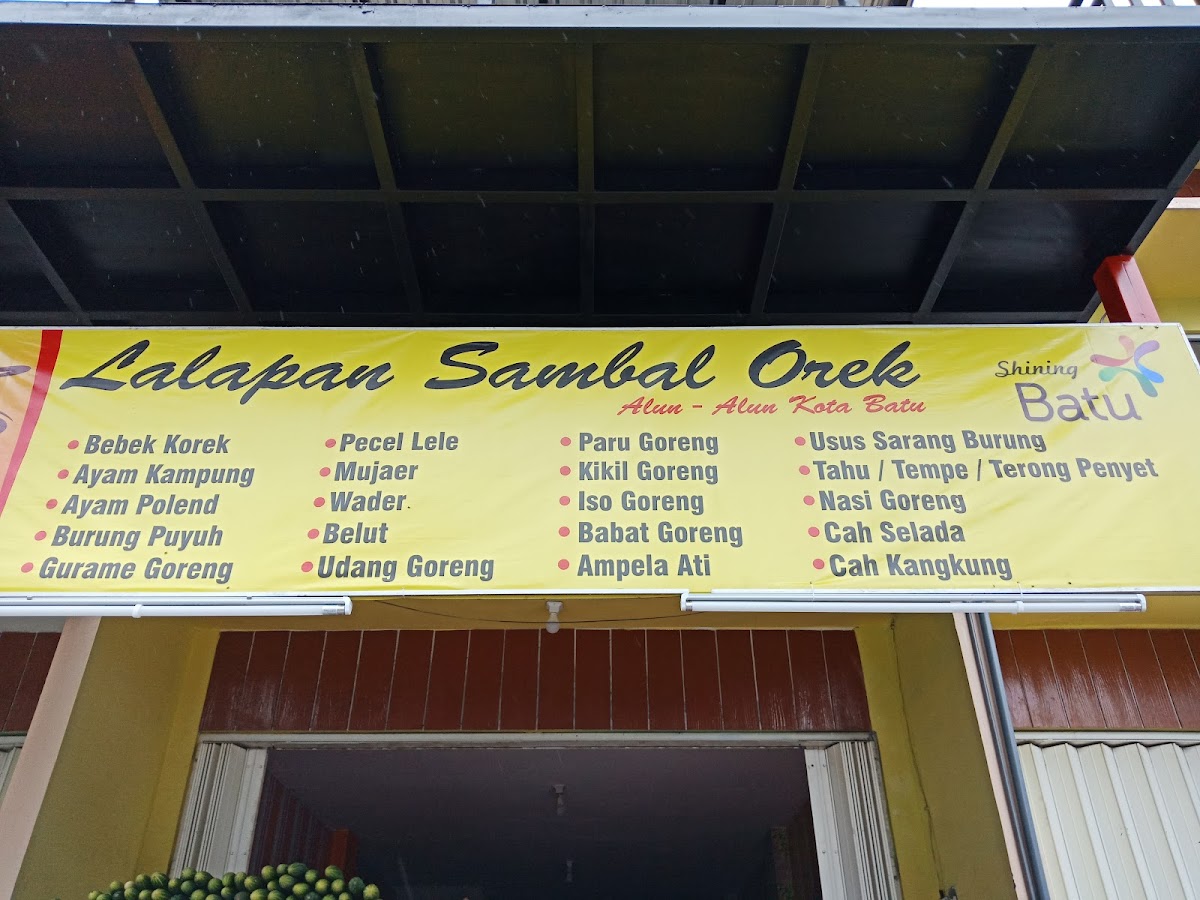 Lalapan Sambal Orek
Alun - Alun Kota Batu
Shining
Batu
Bebek Korek
Ayam Kampung
Ayam Polend
Burung Puyuh
Gurame Goreng
Pecel Lele
Mujaer
Wader
Belut
Udang Goreng
Paru Goreng
Kikil Goreng
Iso Goreng
Babat Goreng
Ampela Ati
Usus Sarang Burung
Tahu / Tempe / Terong Penyet
Nasi Goreng
Cah Selada
Cah Kangkung